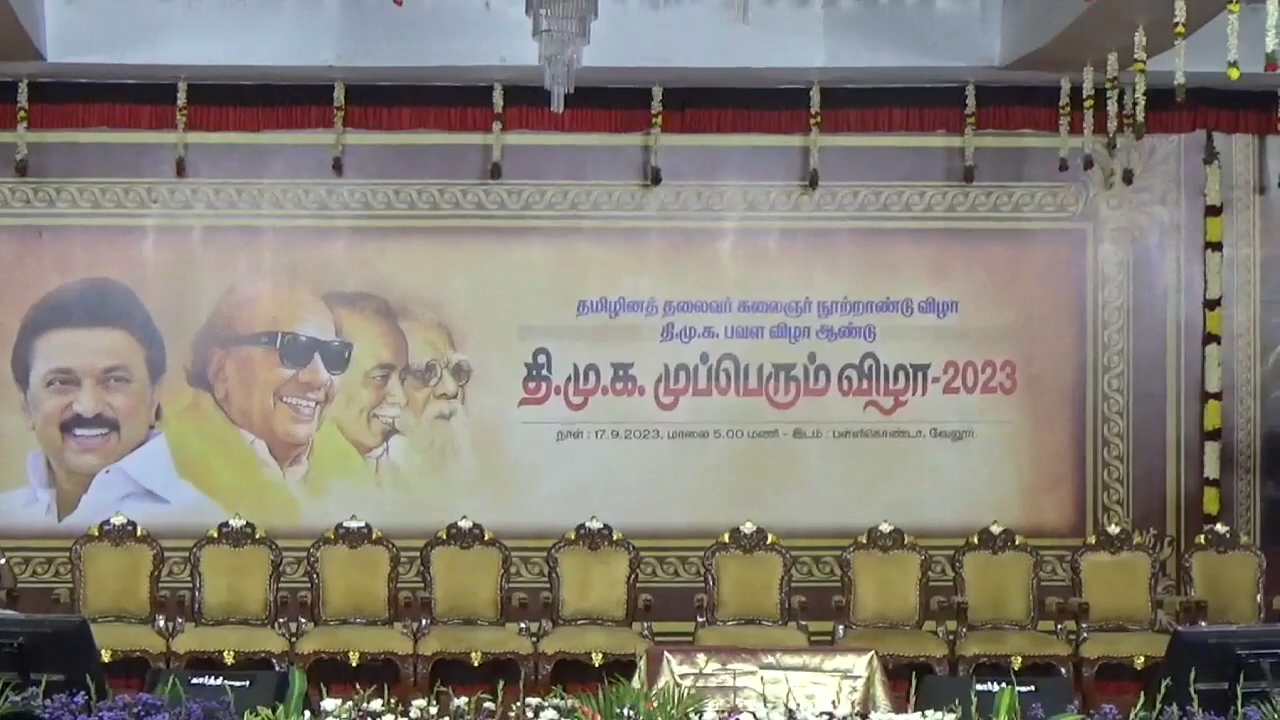 தமிழினத் தலைவர் கலைஞர் நூற்றாண்டு விழா
தி.மு.க. பவள விழா ஆண்டு
தி.மு.க. முப்பெரும் விழா-2023
நாள் : 17.9.2023, மாலை 5.00 மணி - இடம் : பள்ளிகொண்டா, வேலூர்.